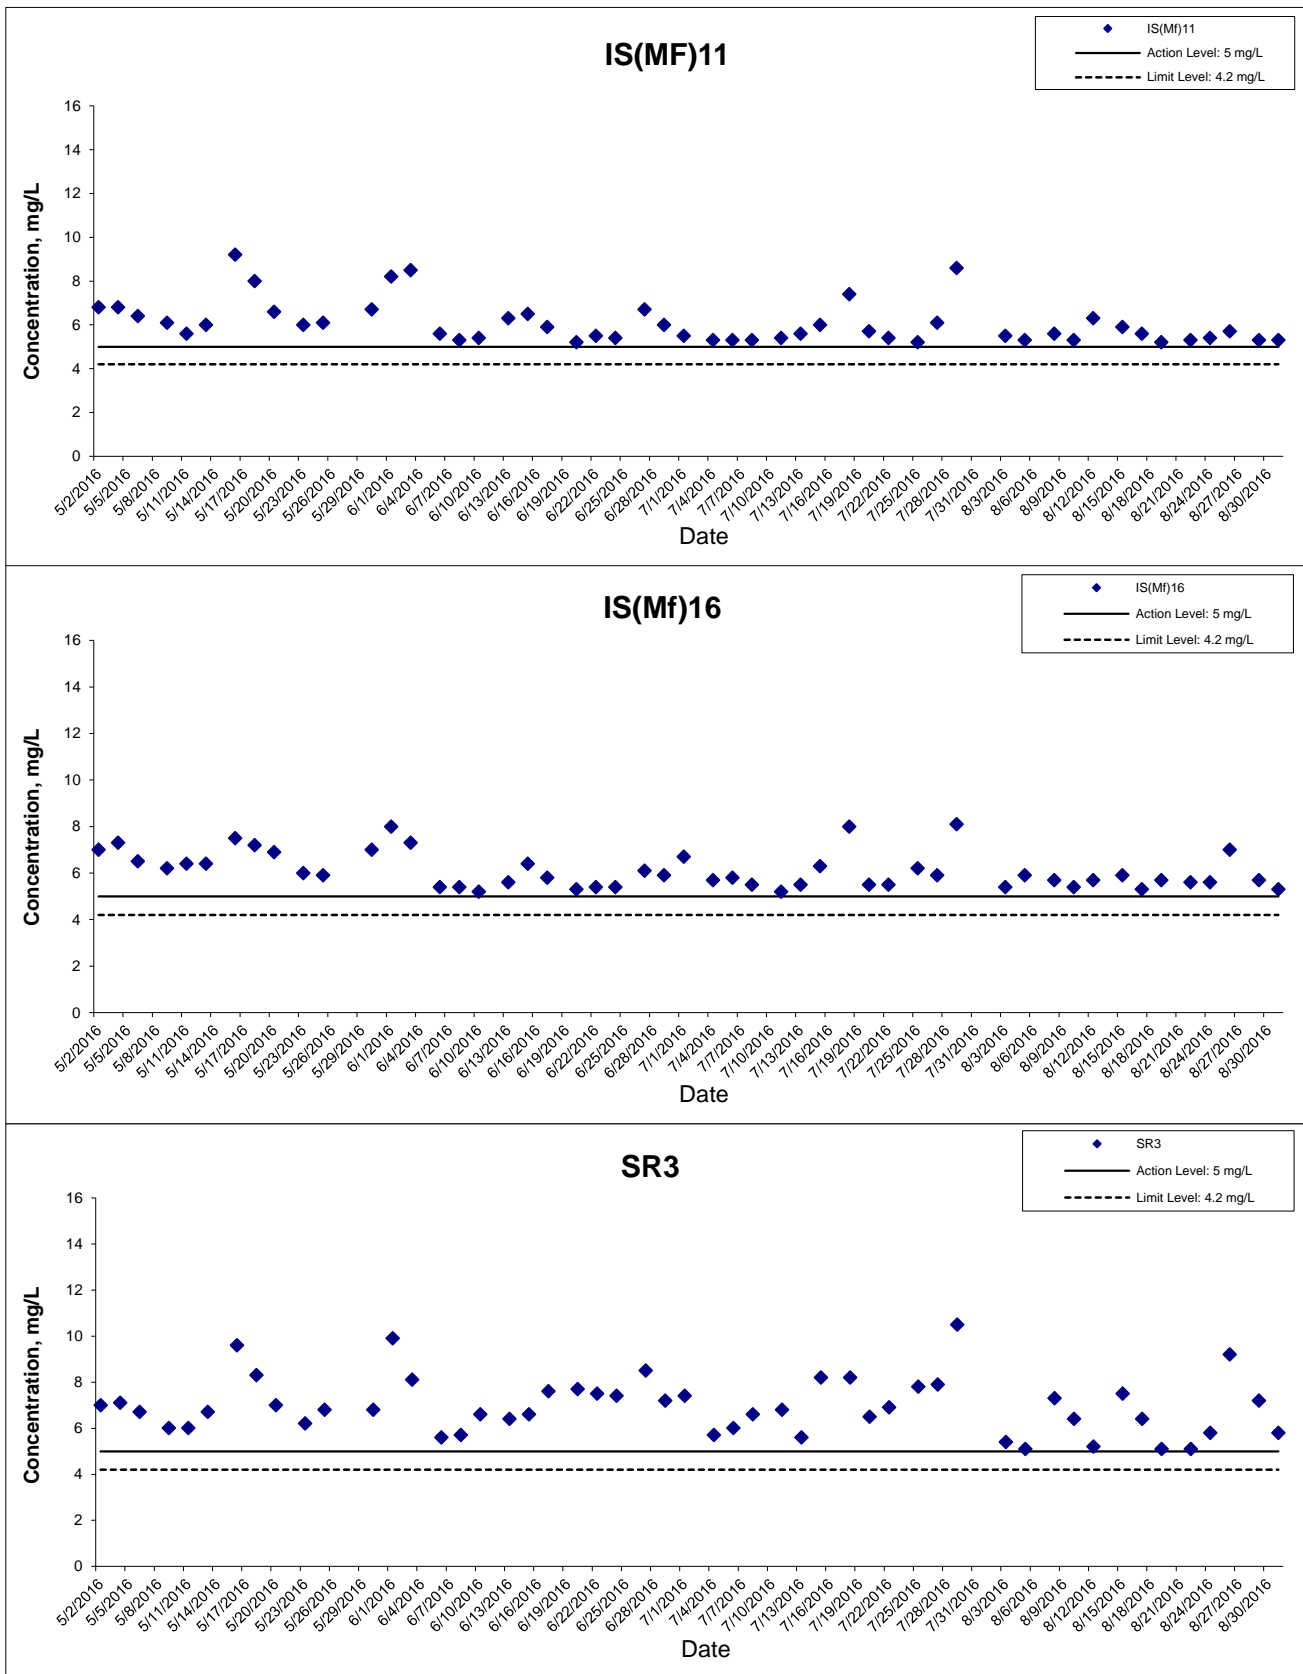 IS(MF)11
IS(Mf)11
Action Level: 5 mg/L
Limit Level: 4.2 mg/L
Concentration, mg/L
16
14
12
10
8
6
4
2
0
5/2/2016 5/5/2016 5/8/2016 5/11/2016 5/14/2016 5/17/2016 5/20/2016 5/23/2016 5/26/2016 5/29/2016 6/1/2016 6/4/2016 6/7/2016 6/10/2016 6/13/2016 6/16/2016 6/19/2016 6/22/2016 6/25/2016 6/28/2016 7/1/2016 7/4/2016 7/7/2016 7/10/2016 7/13/2016 7/16/2016 7/19/2016 7/22/2016 7/25/2016 7/28/2016 7/31/2016 8/3/2016 8/6/2016 8/9/2016 8/12/2016 8/15/2016 8/18/2016 8/21/2016 8/24/2016 8/27/2016 8/30/2016
Date
IS(Mf)16
IS(Mf)16
Action Level: 5 mg/L
Limit Level: 4.2 mg/L
Concentration, mg/L
16
14
12
10
8
6
4
2
0
5/2/2016 5/5/2016 5/8/2016 5/11/2016 5/14/2016 5/17/2016 5/20/2016 5/23/2016 5/26/2016 5/29/2016 6/1/2016 6/4/2016 6/7/2016 6/10/2016 6/13/2016 6/16/2016 6/19/2016 6/22/2016 6/25/2016 6/28/2016 7/1/2016 7/4/2016 7/7/2016 7/10/2016 7/13/2016 7/16/2016 7/19/2016 7/22/2016 7/25/2016 7/28/2016 7/31/2016 8/3/2016 8/6/2016 8/9/2016 8/12/2016 8/15/2016 8/18/2016 8/21/2016 8/24/2016 8/27/2016 8/30/2016
Date
SR3
SR3
Action Level: 5 mg/L
Limit Level: 4.2 mg/L
Concentration, mg/L
16
14
12
10
8
6
4
2
0
5/2/2016 5/5/2016 5/8/2016 5/11/2016 5/14/2016 5/17/2016 5/20/2016 5/23/2016 5/26/2016 5/29/2016 6/1/2016 6/4/2016 6/7/2016 6/10/2016 6/13/2016 6/16/2016 6/19/2016 6/22/2016 6/25/2016 6/28/2016 7/1/2016 7/4/2016 7/7/2016 7/10/2016 7/13/2016 7/16/2016 7/19/2016 7/22/2016 7/25/2016 7/28/2016 7/31/2016 8/3/2016 8/6/2016 8/9/2016 8/12/2016 8/15/2016 8/18/2016 8/21/2016 8/24/2016 8/27/2016 8/30/2016
Date